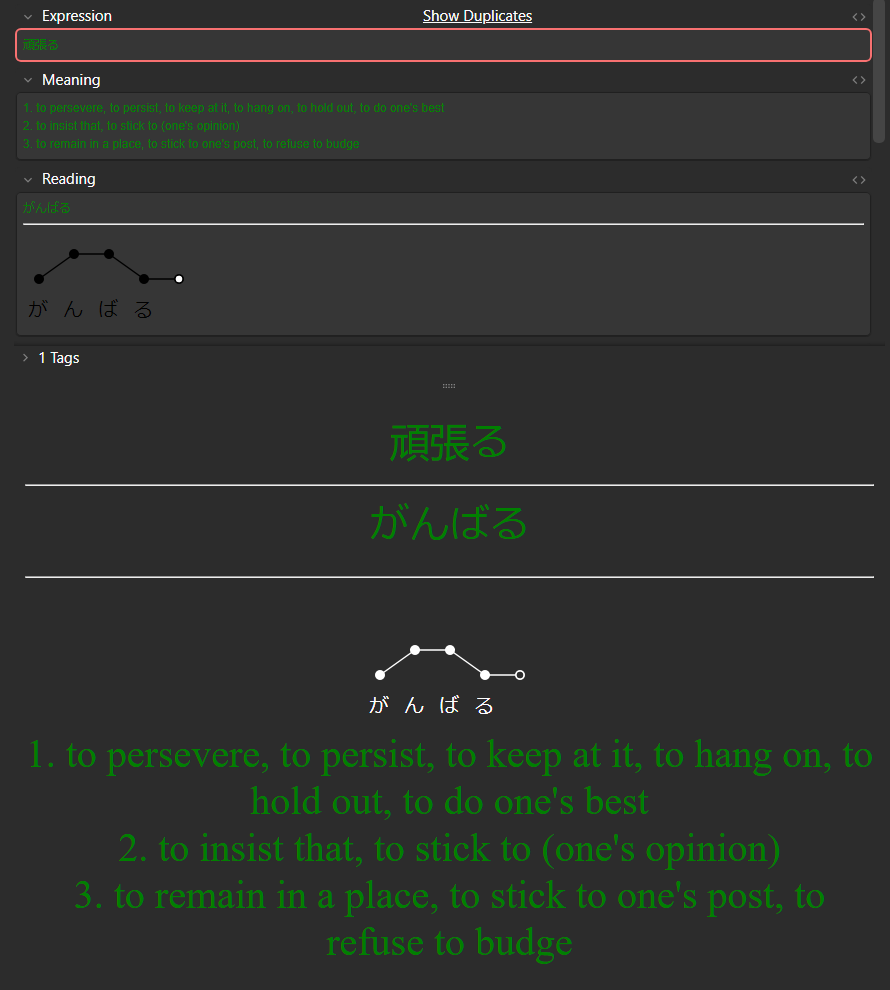 Expression
Show Duplicates
頑張る
Meaning
1. to persevere, to persist, to keep at it, to hang on, to hold out, to do one's best
2. to insist that, to stick to (one's opinion)
3. to remain in a place, to stick to one's post, to refuse to budge
Reading
がんばる
がんばる
1 Tags
頑張る
がんばる
がんばる
1. to persevere, to persist, to keep at it, to hang on, to
hold out, to do one's best
2. to insist that, to stick to (one's opinion)
3. to remain in a place, to stick to one's post, to
refuse to budge